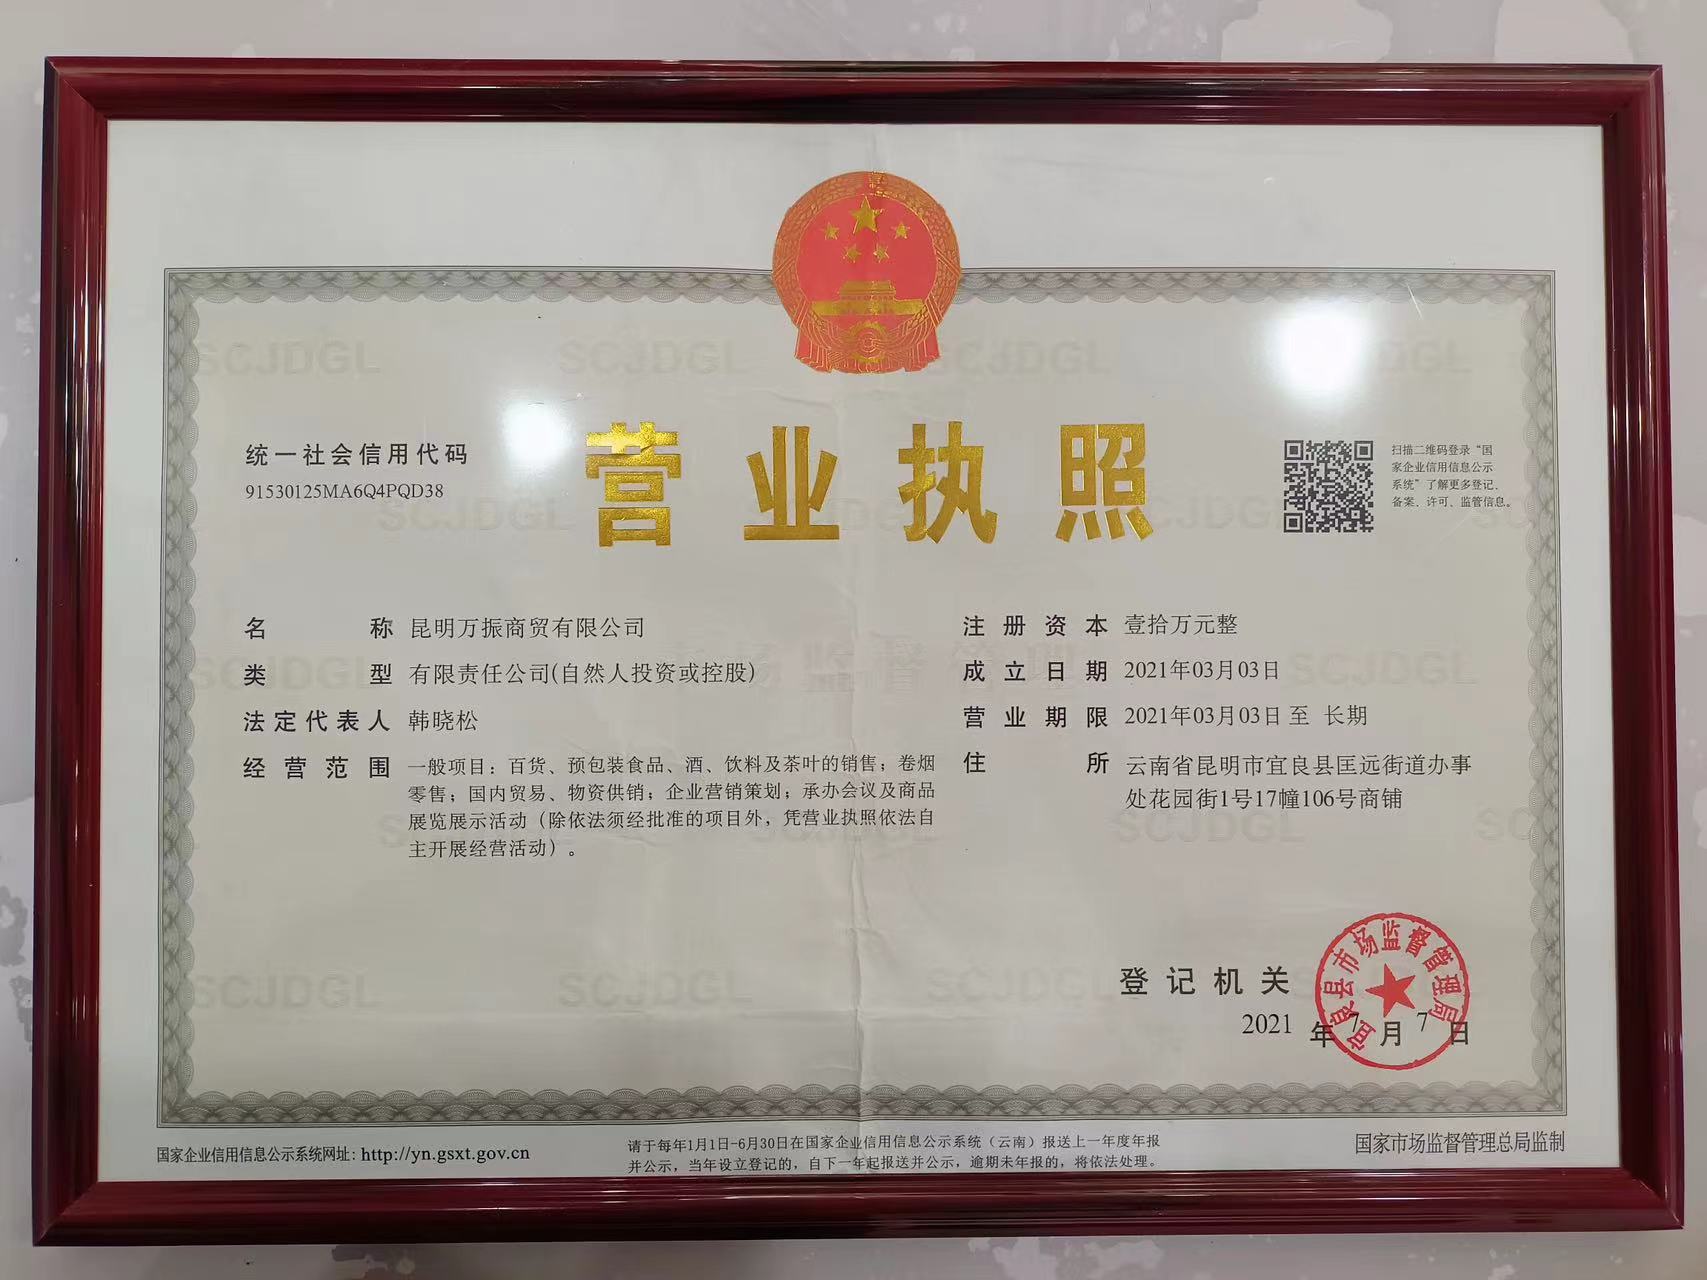 统一社会信用代码
91530125MA6Q4PQD38
营业执照
扫描二维码登录“国
家企业信用信息公示
系统”了解更多登记、
备案、许可、监管信息。
名称 昆明万振商贸有限公司
类型 有限责任公司(自然人投资或控股)
法定代表人 韩晓松
经营范围 一般项目：百货、预包装食品、酒、饮料及茶叶的销售；卷烟
零售；国内贸易、物资供销；企业营销策划；承办会议及商品
展览展示活动（除依法须经批准的项目外，凭营业执照依法自
主开展经营活动）。
注册资本 壹拾万元整
成立日期 2021年03月03日
营业期限 2021年03月03日 至 长期
住所 云南省昆明市宜良县匡远街道办事
处花园街1号17幢106号商铺
登记机关
宜良县市场监督管理局
2021 年 7 月 7 日
国家企业信用信息公示系统网址: http://yn.gsxt.gov.cn
请于每年1月1日-6月30日在国家企业信用信息公示系统（云南）报送上一年度年报
并公示，当年设立登记的，自下一年起报送并公示，逾期未年报的，将依法处理。
国家市场监督管理总局监制
SCJDGL
市场监督管理